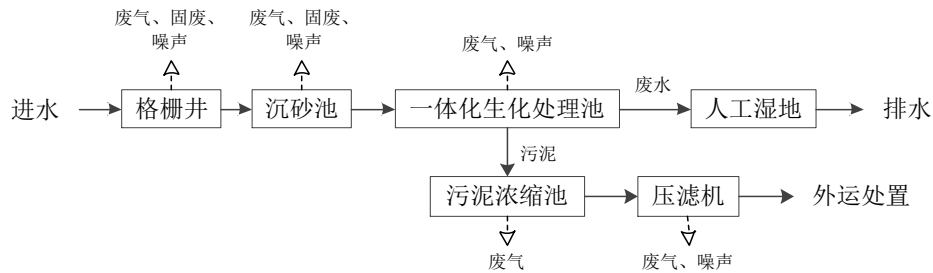 废气、固废、
噪声
废气、固废、
噪声
废气、噪声
进水
格栅井
沉砂池
一体化生化处理池
废水
人工湿地
排水
污泥
污泥浓缩池
压滤机
外运处置
废气
废气、噪声